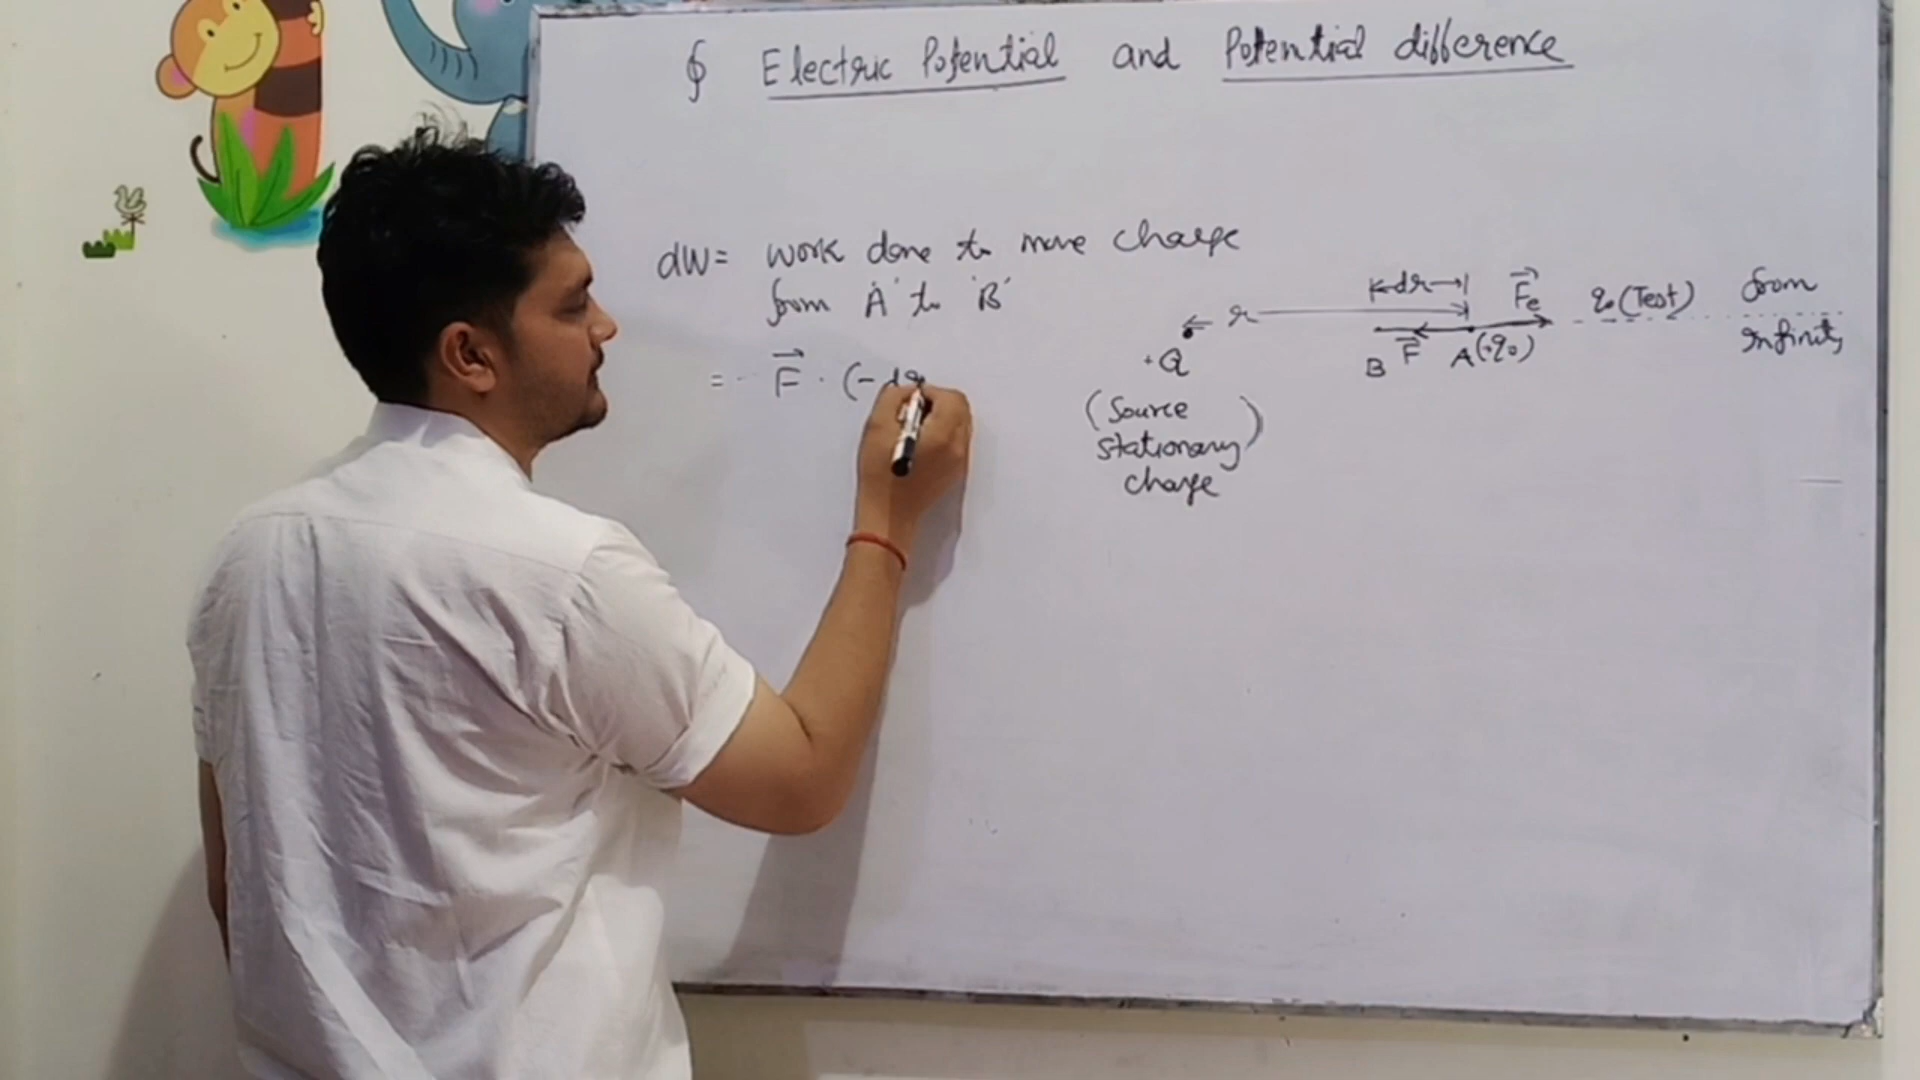 ∮ Electric Potential and Potential difference
dW = work done to move charge
from 'A' to 'B'
= F⃗ · (-dr
k-dr→|
F⃗e
q₀ (Test)
from
infinity
← r
+Q
B
F⃗
A(+q₀)
(Source
stationary)
charge